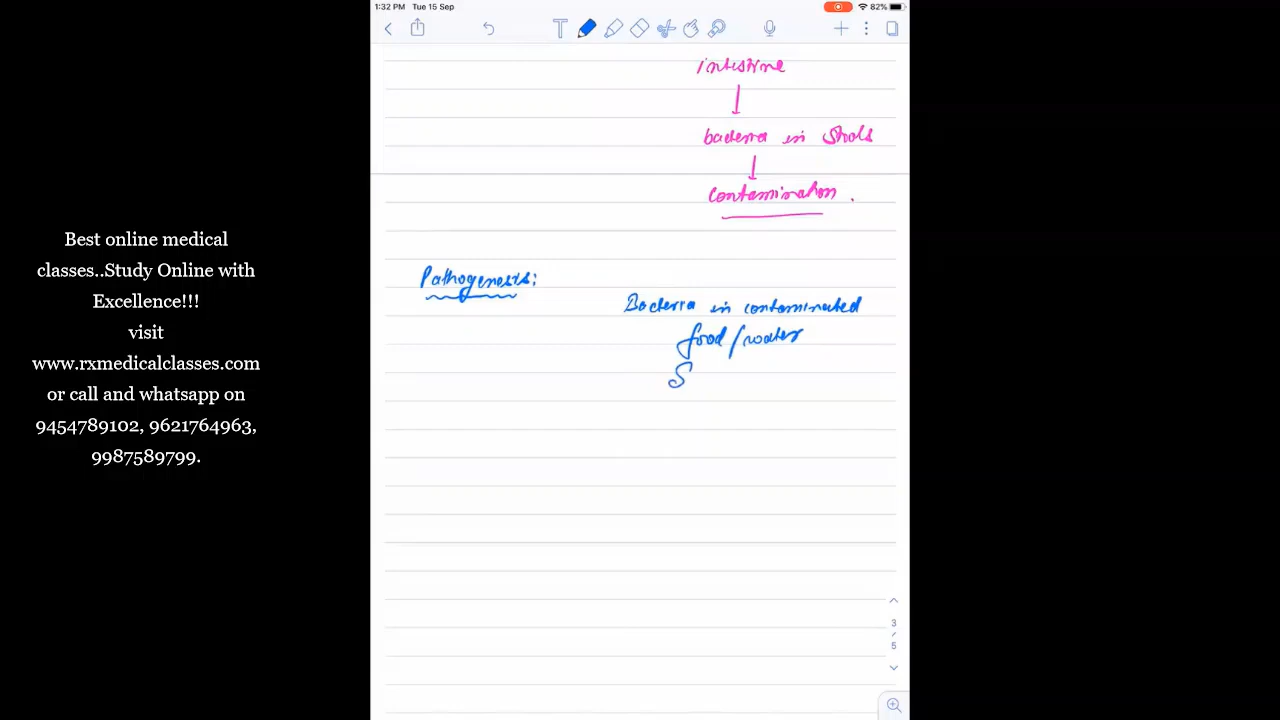 1:32 PM Tue 15 Sep
82%
T
intestine
bacteria in stools
contamination.
Pathogenesis:
Bacteria in contaminated
food/water
S
3
/
5
Best online medical
classes..Study Online with
Excellence!!!
visit
www.rxmedicalclasses.com
or call and whatsapp on
9454789102, 9621764963,
9987589799.